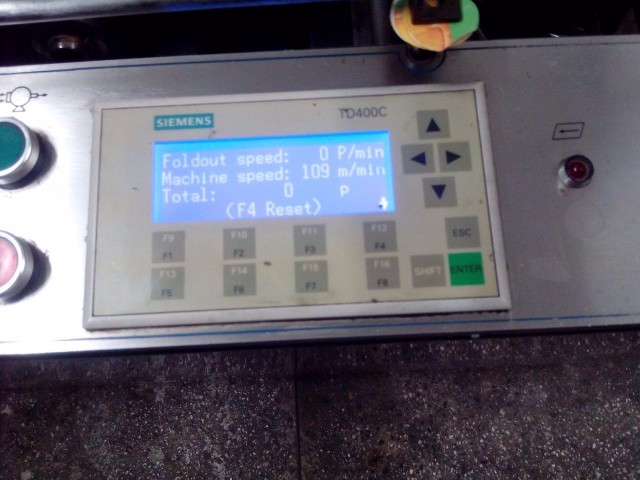 SIEMENS
TD400C
Foldout speed: 0 P/min
Machine speed: 109 m/min
Total: 0 p
(F4 Reset)
F9 F10 F11 F12
F1 F2 F3 F4
ESC
F13 F14 F15 F16
F5 F6 F7 F8
SHIFT ENTER